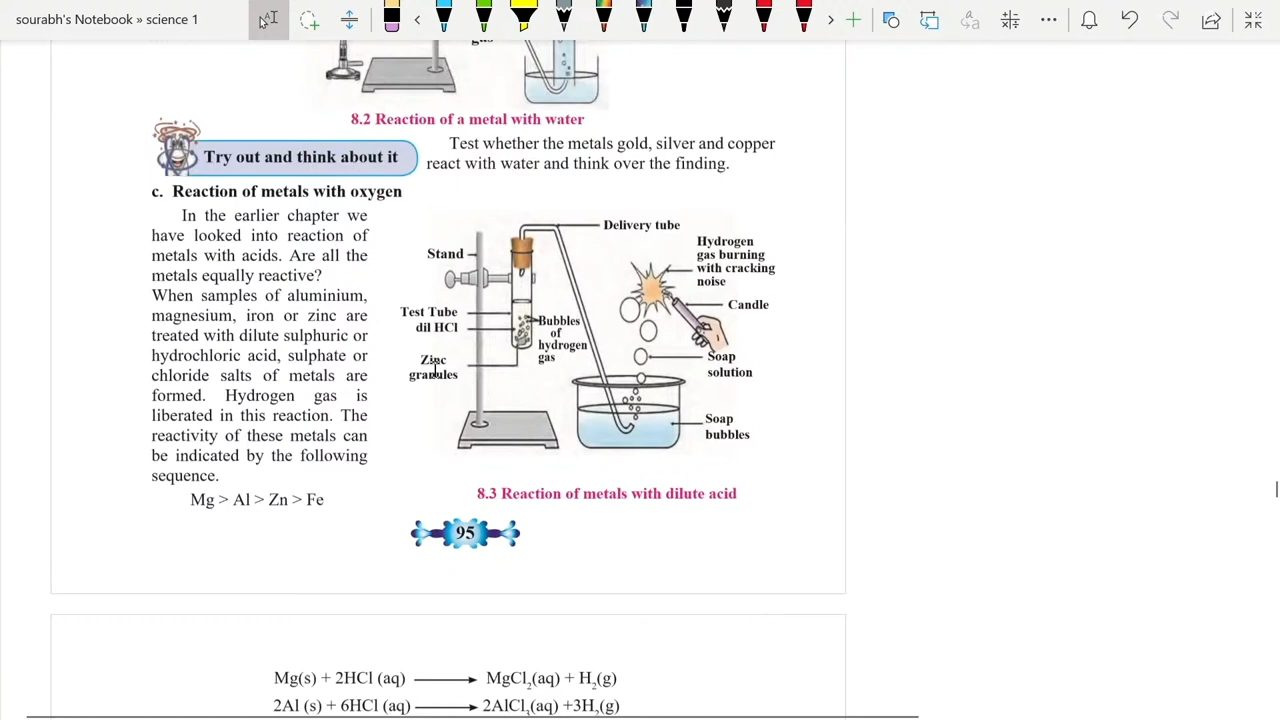 sourabh's Notebook » science 1
gas
8.2 Reaction of a metal with water
Try out and think about it
Test whether the metals gold, silver and copper
react with water and think over the finding.
c. Reaction of metals with oxygen
In the earlier chapter we
have looked into reaction of
metals with acids. Are all the
metals equally reactive?
When samples of aluminium,
magnesium, iron or zinc are
treated with dilute sulphuric or
hydrochloric acid, sulphate or
chloride salts of metals are
formed. Hydrogen gas is
liberated in this reaction. The
reactivity of these metals can
be indicated by the following
sequence.
Mg > Al > Zn > Fe
Delivery tube
Stand
Hydrogen
gas burning
with cracking
noise
Candle
Test Tube
dil HCl
Bubbles
of
hydrogen
gas
Zinc
granules
Soap
solution
Soap
bubbles
8.3 Reaction of metals with dilute acid
95
Mg(s) + 2HCl (aq) ⟶ MgCl₂(aq) + H₂(g)
2Al (s) + 6HCl (aq) ⟶ 2AlCl₃(aq) +3H₂(g)